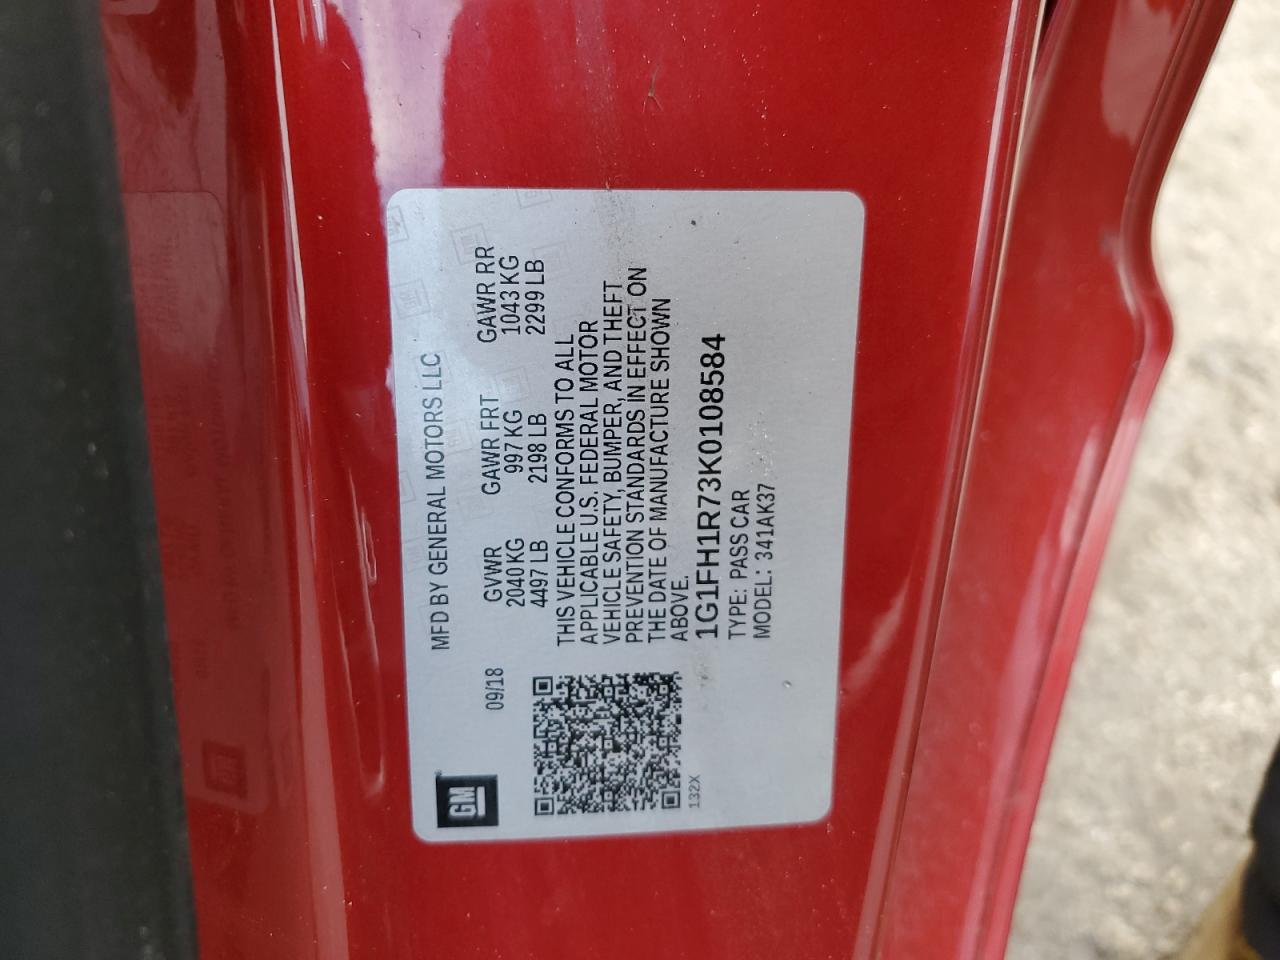 GM
MFD BY GENERAL MOTORS LLC
09/18
GVWR GAWR FRT GAWR RR
2040 KG 997 KG 1043 KG
4497 LB 2198 LB 2299 LB
THIS VEHICLE CONFORMS TO ALL
APPLICABLE U.S. FEDERAL MOTOR
VEHICLE SAFETY, BUMPER, AND THEFT
PREVENTION STANDARDS IN EFFECT ON
THE DATE OF MANUFACTURE SHOWN
ABOVE.
1G1FH1R73K0108584
132X
TYPE: PASS CAR
MODEL: 341AK37